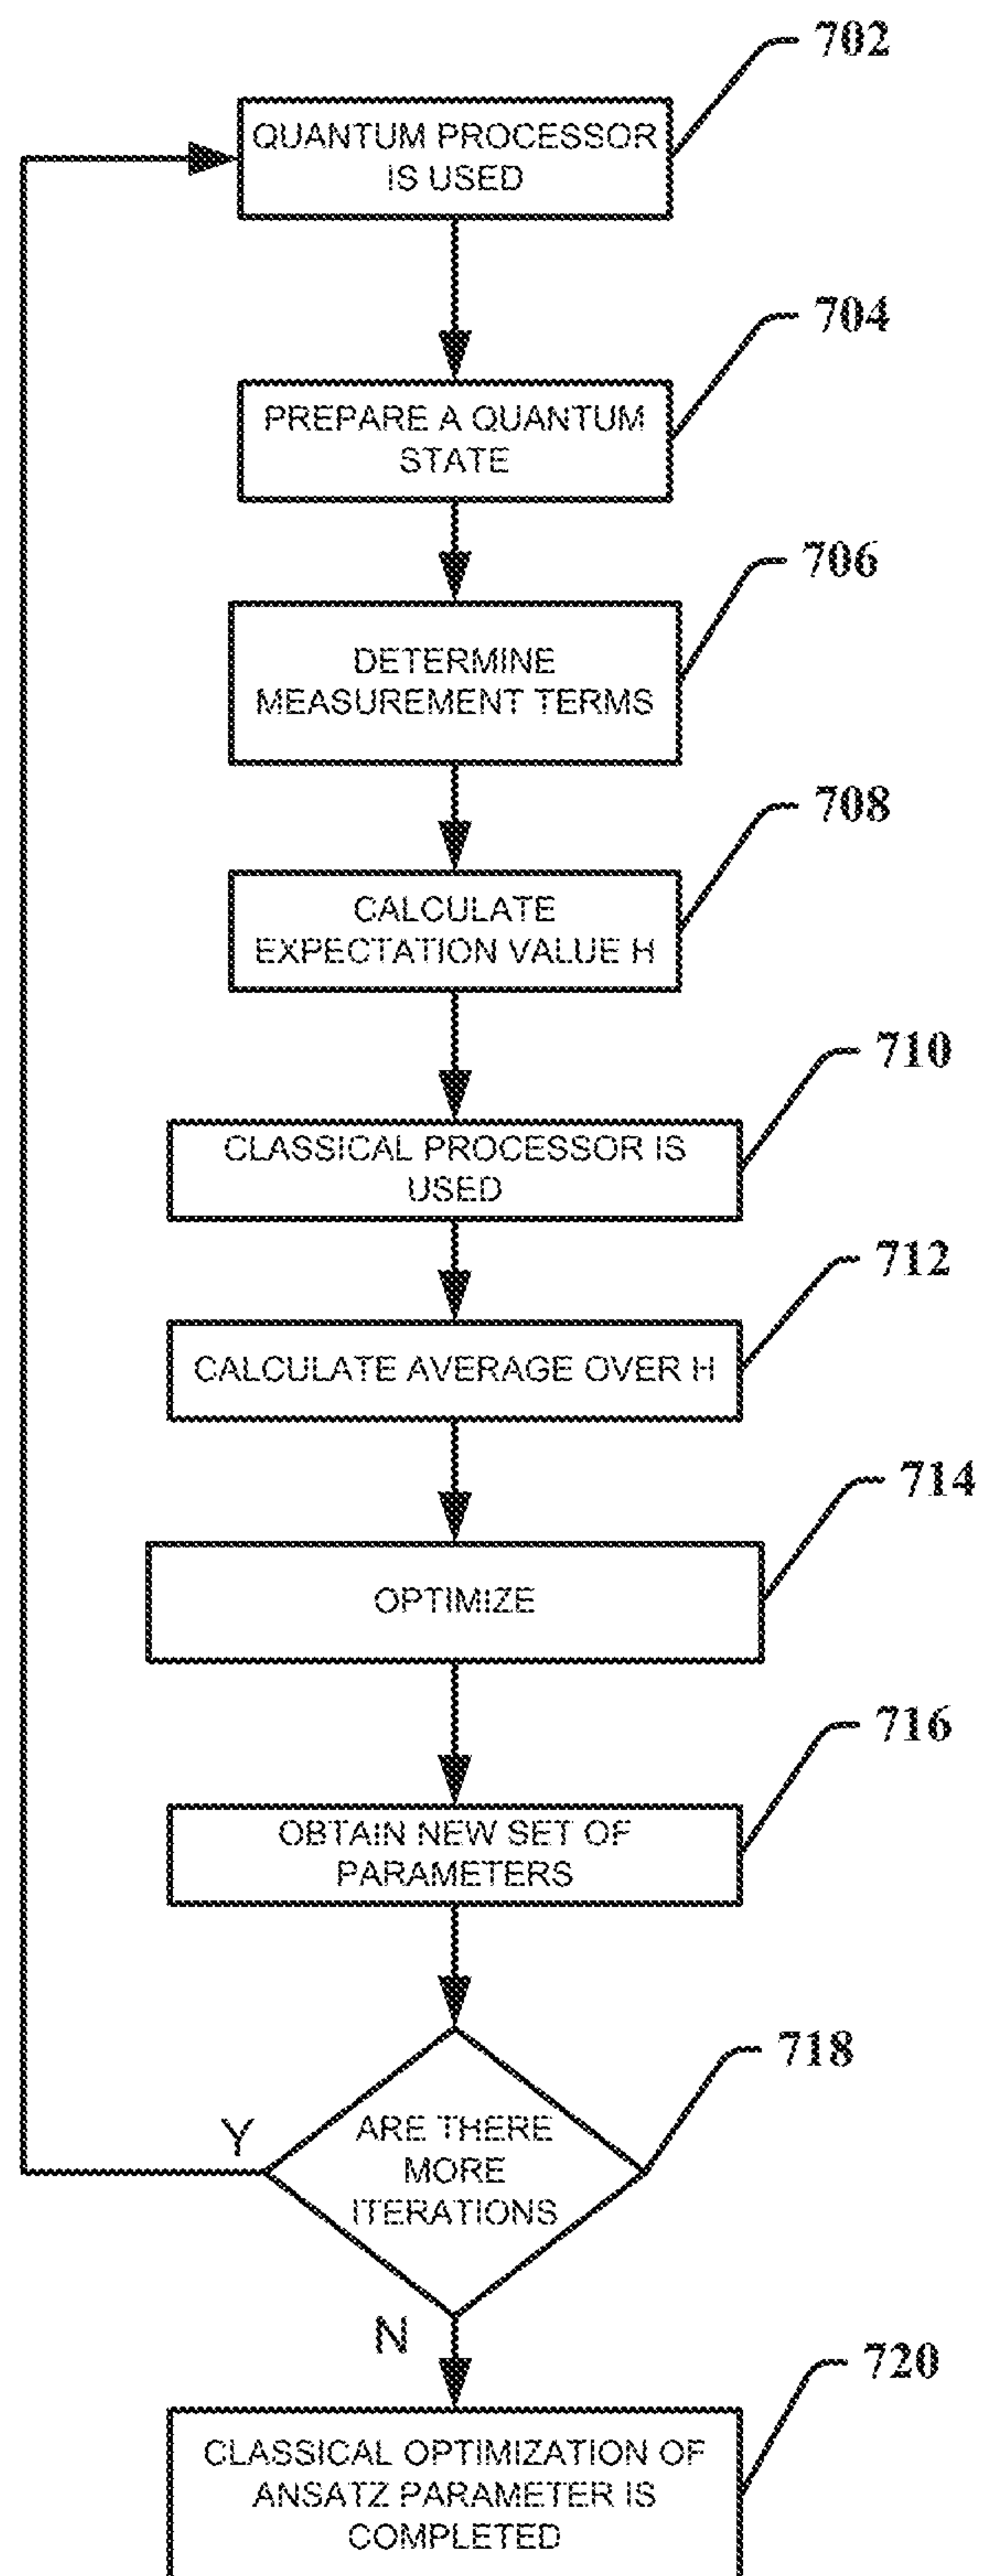 702
QUANTUM PROCESSOR
IS USED
704
PREPARE A QUANTUM
STATE
706
DETERMINE
MEASUREMENT TERMS
708
CALCULATE
EXPECTATION VALUE H
710
CLASSICAL PROCESSOR IS
USED
712
CALCULATE AVERAGE OVER H
714
OPTIMIZE
716
OBTAIN NEW SET OF
PARAMETERS
718
Y
ARE THERE
MORE
ITERATIONS
N
720
CLASSICAL OPTIMIZATION OF
ANSATZ PARAMETER IS
COMPLETED